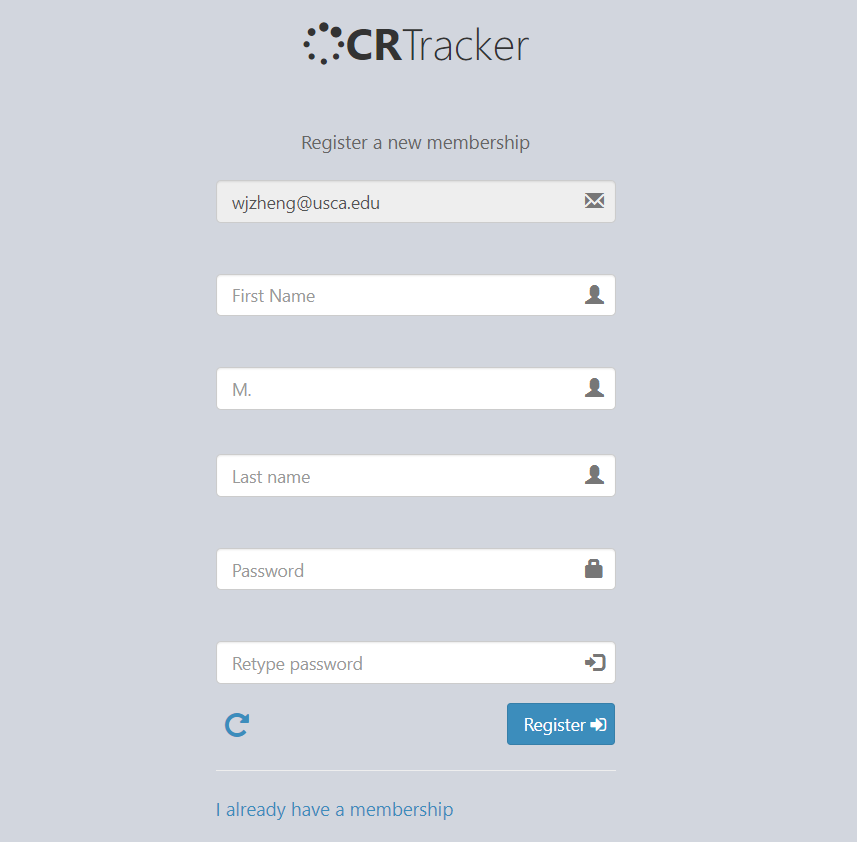 CRTracker
Register a new membership
wjzheng@usca.edu
First Name
M.
Last name
Password
Retype password
Register
I already have a membership